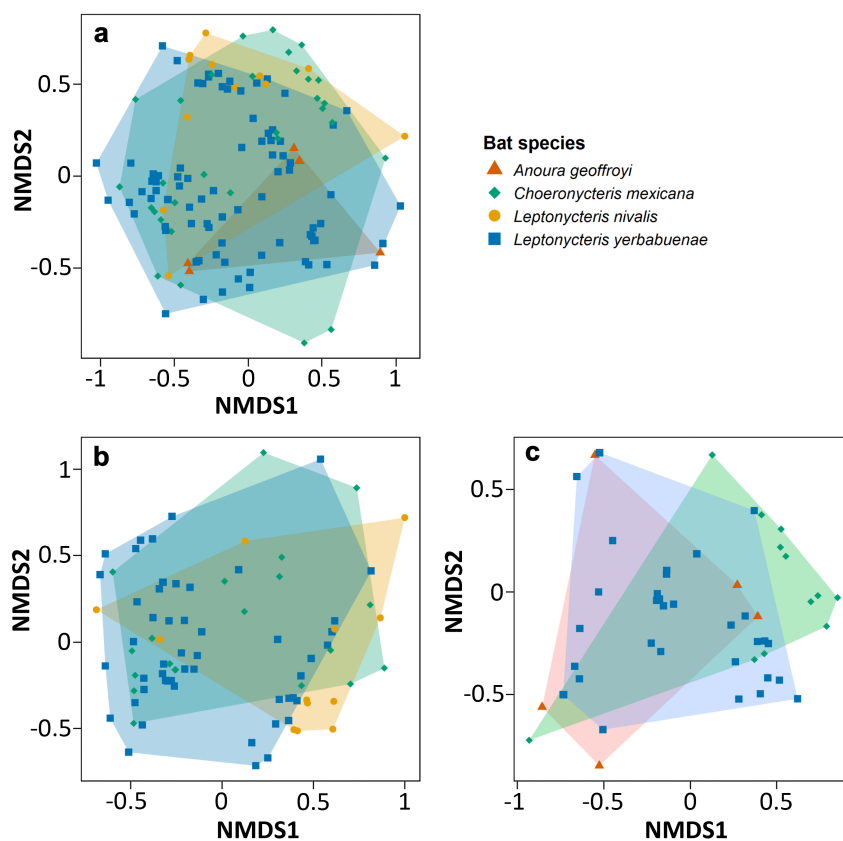 a
NMDS2
0.5
0
-0.5
-1
-0.5
0
0.5
1
NMDS1
Bat species
Anoura geoffroyi
Choeronycteris mexicana
Leptonycteris nivalis
Leptonycteris yerbabuenae
b
NMDS2
1
0.5
0
-0.5
-0.5
0
0.5
1
NMDS1
c
NMDS2
0.5
0
-0.5
-1
-0.5
0
0.5
NMDS1